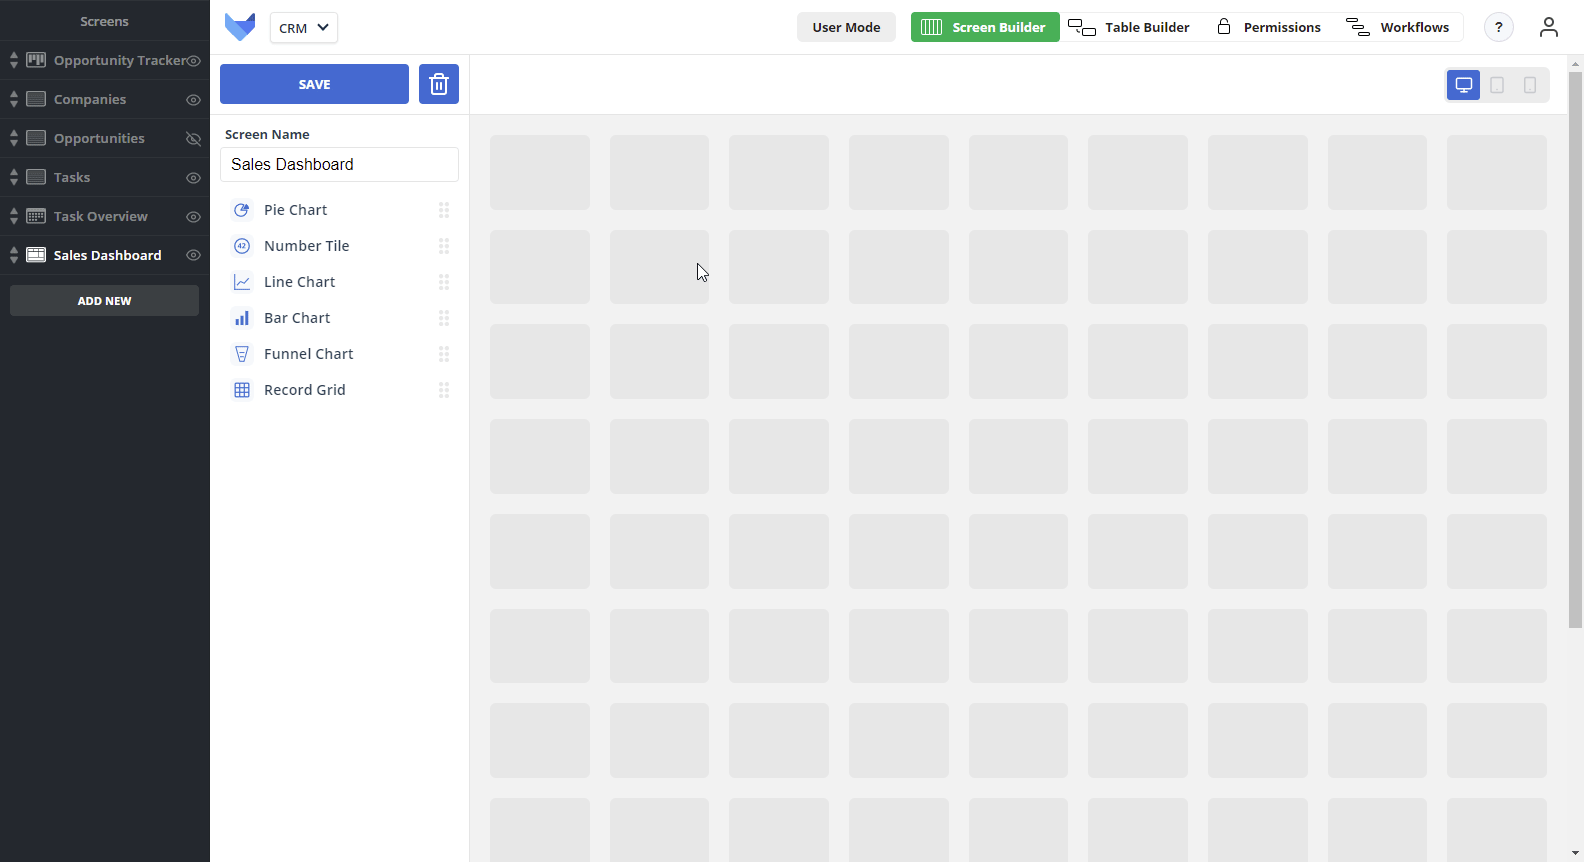 Screens
Opportunity Tracker
Companies
Opportunities
Tasks
Task Overview
Sales Dashboard
ADD NEW
CRM
User Mode
Screen Builder
Table Builder
Permissions
Workflows
?
SAVE
Screen Name
Sales Dashboard
Pie Chart
42 Number Tile
Line Chart
Bar Chart
Funnel Chart
Record Grid